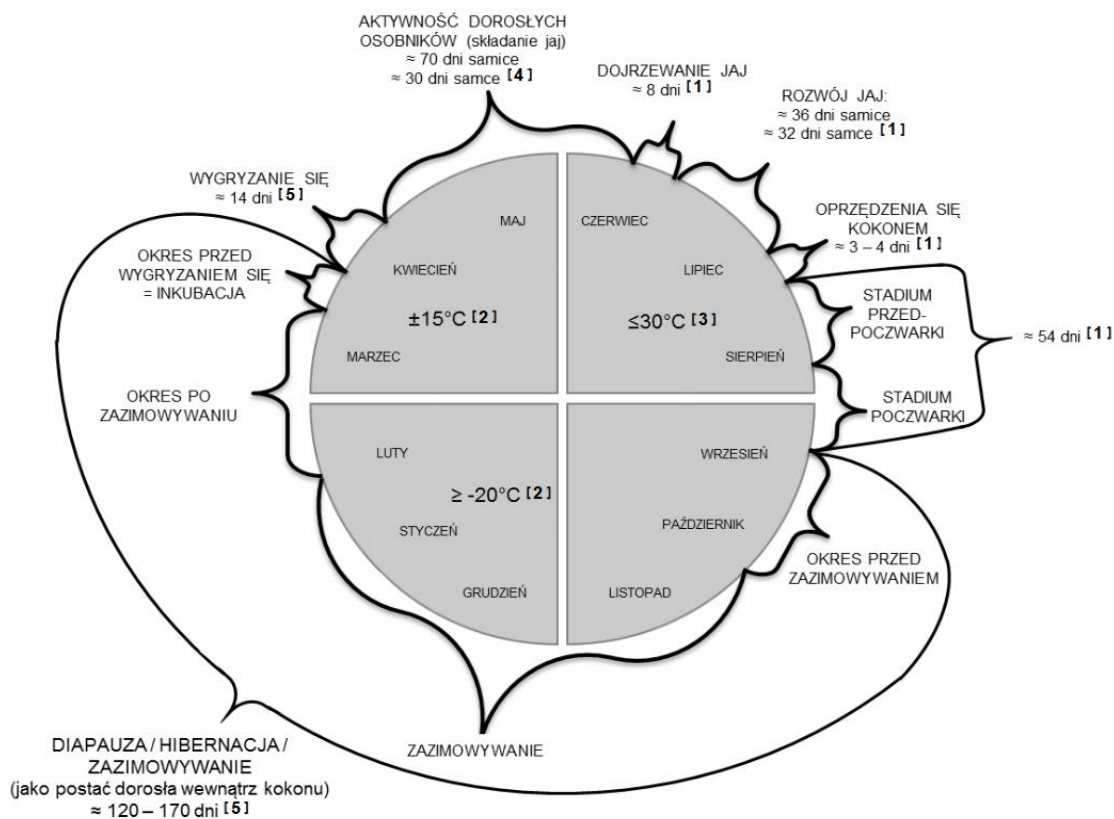 AKTYWNOŚĆ DOROSŁYCH
OSOBNIKÓW (składanie jaj)
≈ 70 dni samice
≈ 30 dni samce [4]
DOJRZEWANIE JAJ
≈ 8 dni [1]
ROZWÓJ JAJ:
≈ 36 dni samice
≈ 32 dni samce [1]
WYGRYZANIE SIĘ
≈ 14 dni [5]
OPRZĘDZENIA SIĘ
KOKONEM
≈ 3 – 4 dni [1]
OKRES PRZED
WYGRYZANIEM SIĘ
= INKUBACJA
STADIUM
PRZED-
POCZWARKI
≈ 54 dni [1]
STADIUM
POCZWARKI
OKRES PO
ZAZIMOWYWANIU
MAJ
KWIECIEŃ
±15°C [2]
MARZEC
CZERWIEC
LIPIEC
≤30°C [3]
SIERPIEŃ
LUTY
≥ -20°C [2]
STYCZEŃ
GRUDZIEŃ
WRZESIEŃ
PAŹDZIERNIK
LISTOPAD
OKRES PRZED
ZAZIMOWYWANIEM
ZAZIMOWYWANIE
DIAPAUZA / HIBERNACJA /
ZAZIMOWYWANIE
(jako postać dorosła wewnątrz kokonu)
≈ 120 – 170 dni [5]